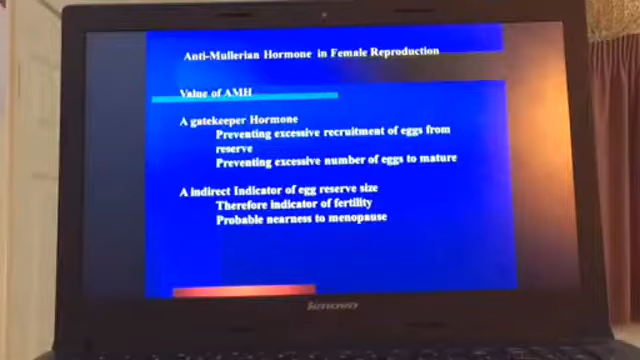 Anti-Mullerian Hormone in Female Reproduction
Value of AMH
A gatekeeper Hormone
Preventing excessive recruitment of eggs from
reserve
Preventing excessive number of eggs to mature
A indirect Indicator of egg reserve size
Therefore indicator of fertility
Probable nearness to menopause
lenovo